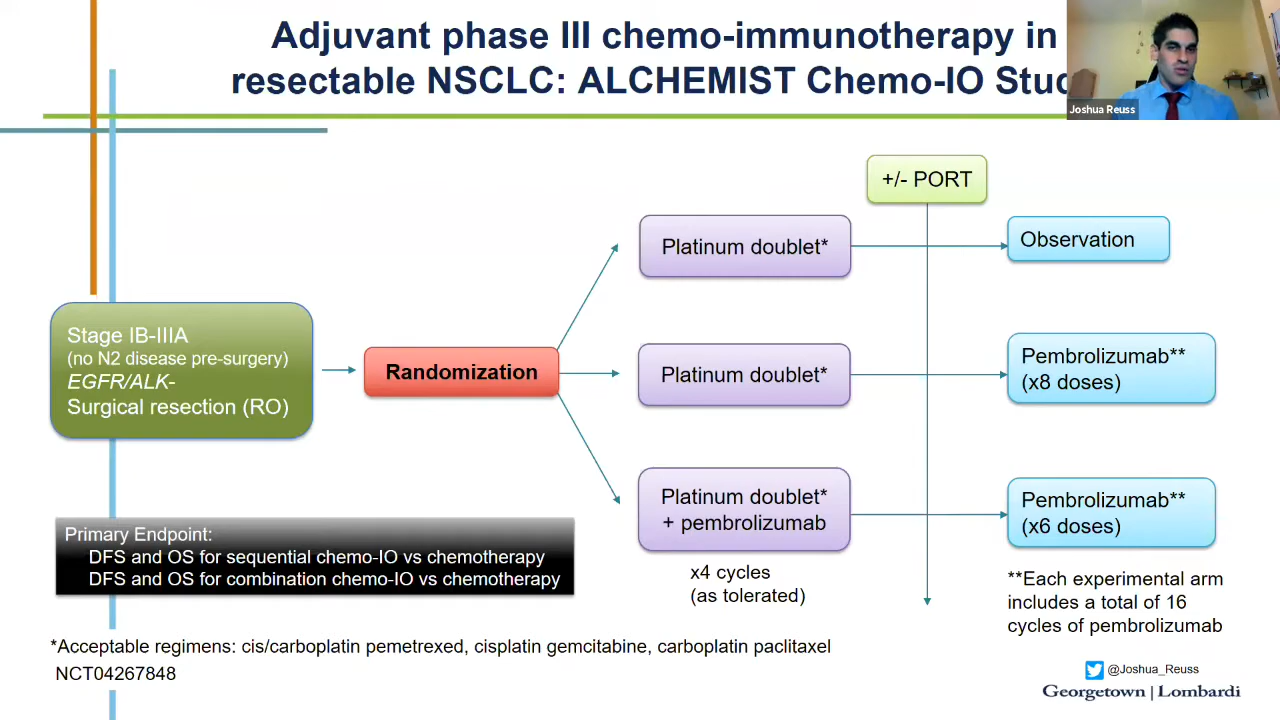 Adjuvant phase III chemo-immunotherapy in
resectable NSCLC: ALCHEMIST Chemo-IO Stud
Joshua Reuss
+/- PORT
Platinum doublet*
Observation
Stage IB-IIIA
(no N2 disease pre-surgery)
EGFR/ALK-
Surgical resection (RO)
Randomization
Platinum doublet*
Pembrolizumab**
(x8 doses)
Platinum doublet*
+ pembrolizumab
Pembrolizumab**
(x6 doses)
Primary Endpoint:
DFS and OS for sequential chemo-IO vs chemotherapy
DFS and OS for combination chemo-IO vs chemotherapy
x4 cycles
(as tolerated)
**Each experimental arm
includes a total of 16
cycles of pembrolizumab
*Acceptable regimens: cis/carboplatin pemetrexed, cisplatin gemcitabine, carboplatin paclitaxel
NCT04267848
@Joshua_Reuss
Georgetown | Lombardi